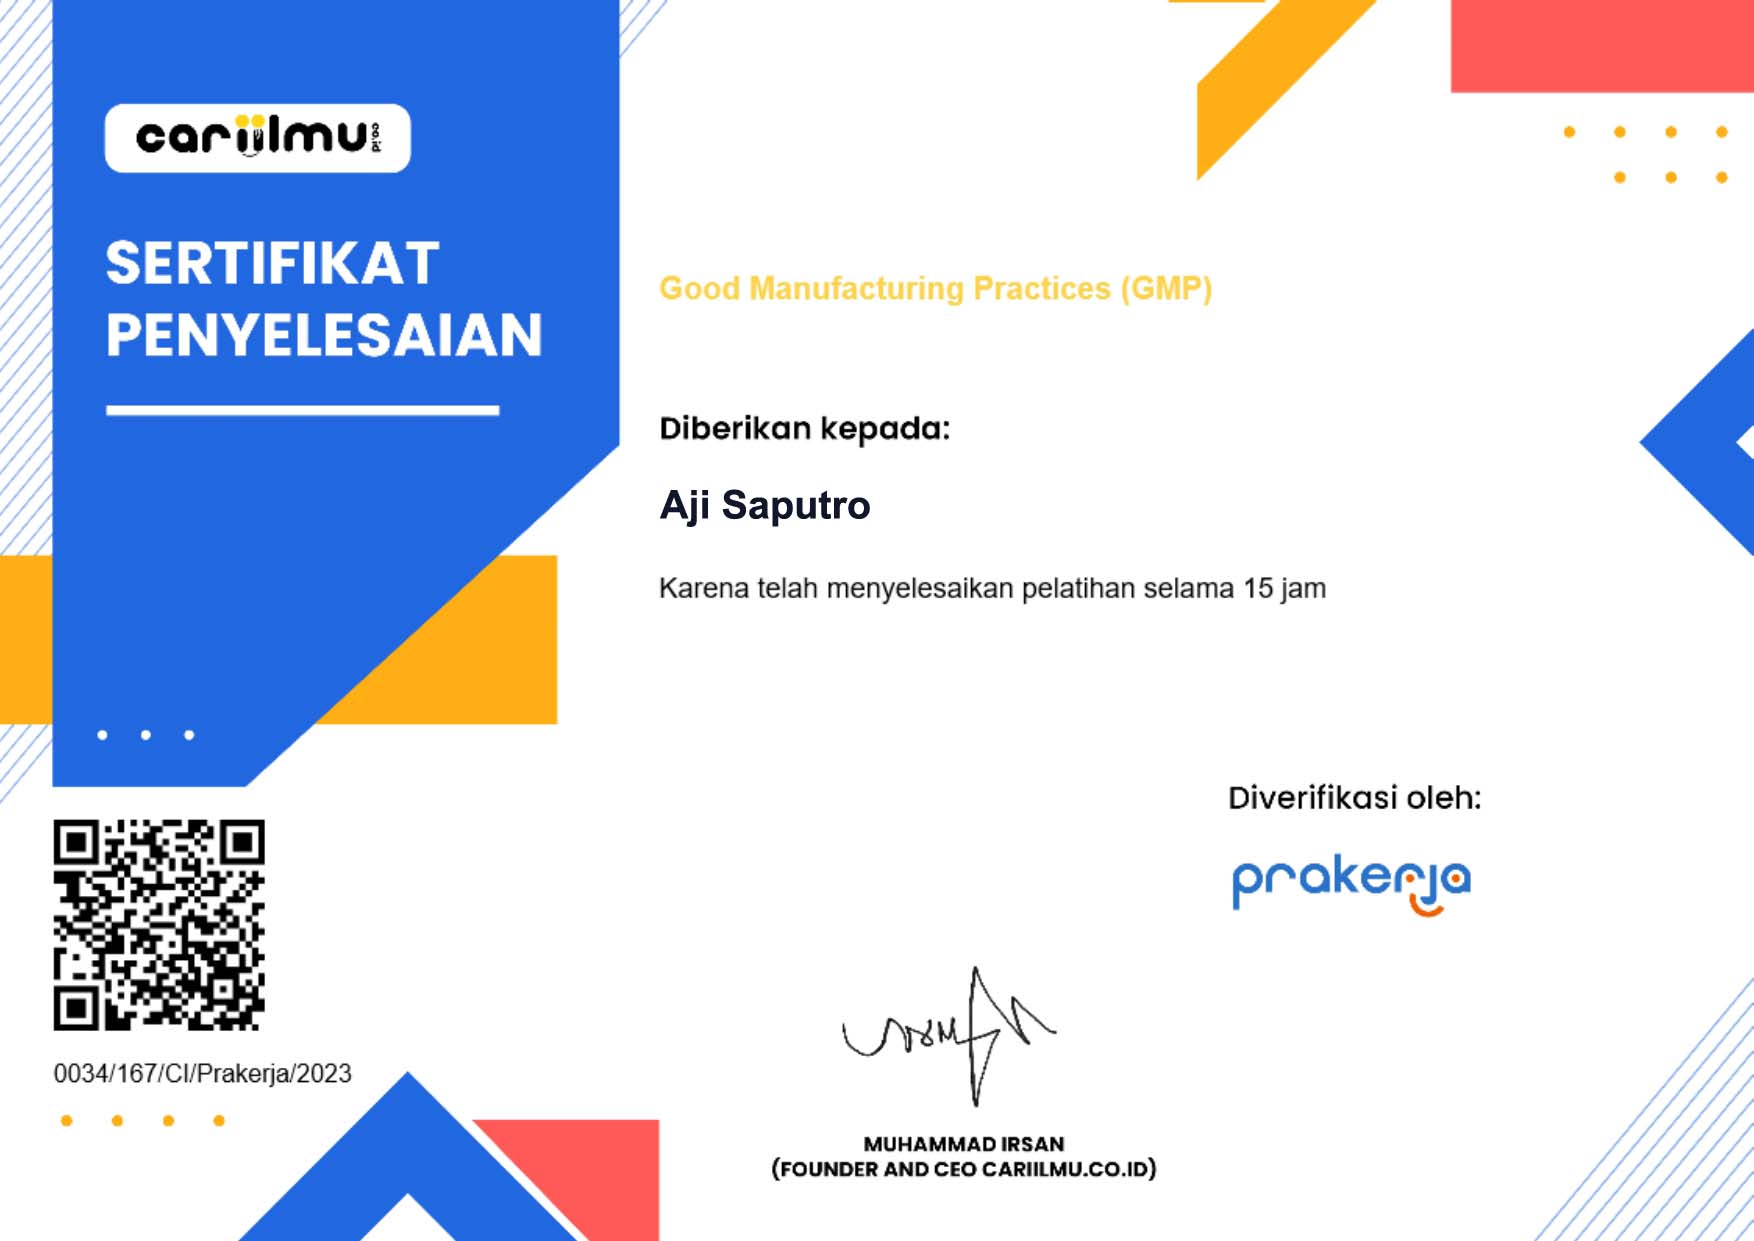 cariilmu.co.id
SERTIFIKAT
PENYELESAIAN
Good Manufacturing Practices (GMP)
Diberikan kepada:
Aji Saputro
Karena telah menyelesaikan pelatihan selama 15 jam
Diverifikasi oleh:
prakerja
0034/167/CI/Prakerja/2023
MUHAMMAD IRSAN
(FOUNDER AND CEO CARIILMU.CO.ID)